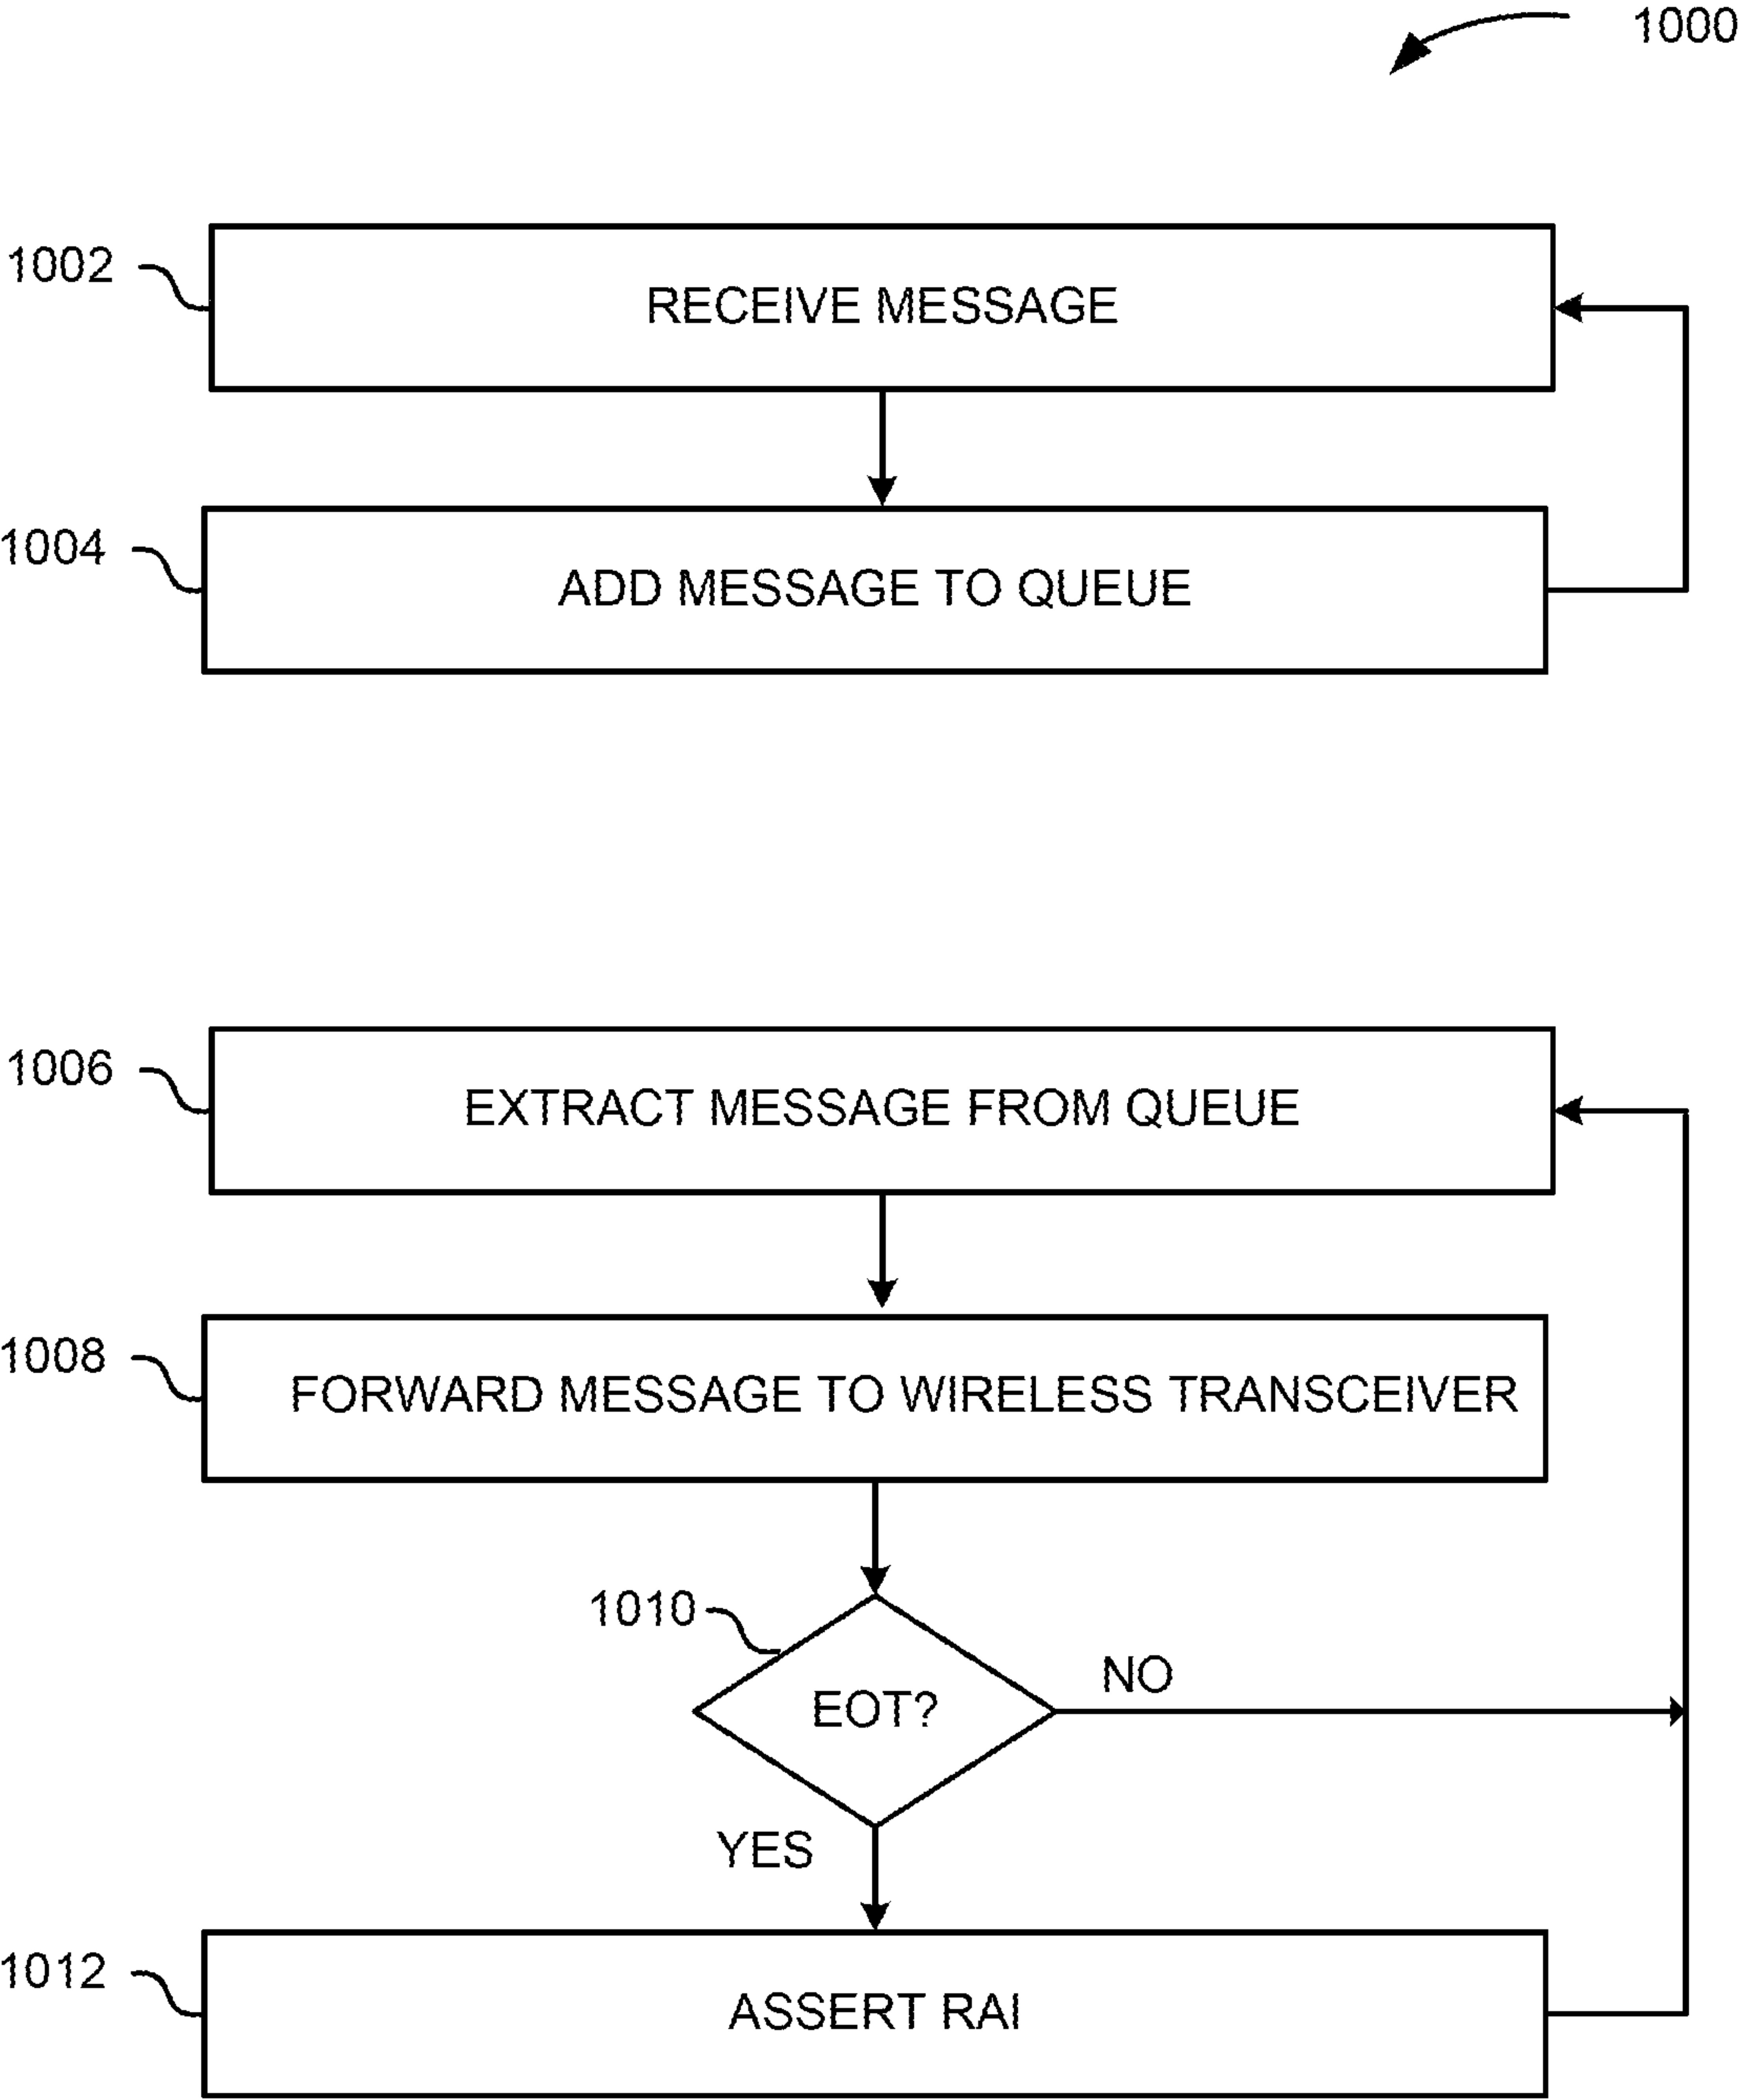 1000
1002
RECEIVE MESSAGE
1004
ADD MESSAGE TO QUEUE
1006
EXTRACT MESSAGE FROM QUEUE
1008
FORWARD MESSAGE TO WIRELESS TRANSCEIVER
1010
EOT?
NO
YES
1012
ASSERT RAI